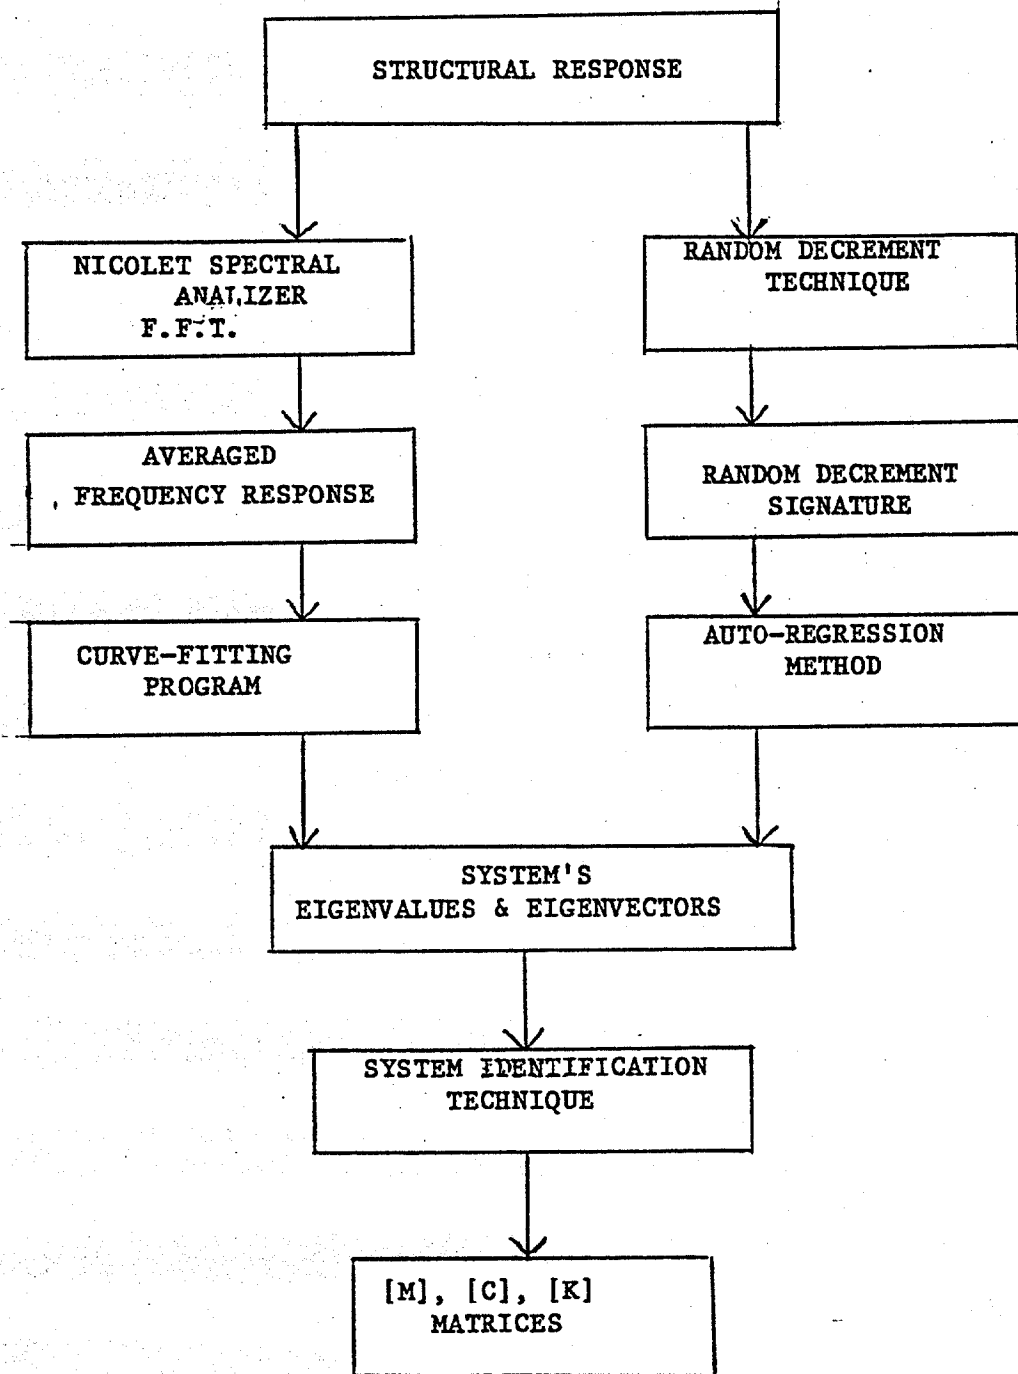 STRUCTURAL RESPONSE
NICOLET SPECTRAL
ANALIZER
F.F.T.
RANDOM DECREMENT
TECHNIQUE
AVERAGED
FREQUENCY RESPONSE
RANDOM DECREMENT
SIGNATURE
CURVE-FITTING
PROGRAM
AUTO-REGRESSION
METHOD
SYSTEM'S
EIGENVALUES & EIGENVECTORS
SYSTEM IDENTIFICATION
TECHNIQUE
[M], [C], [K]
MATRICES